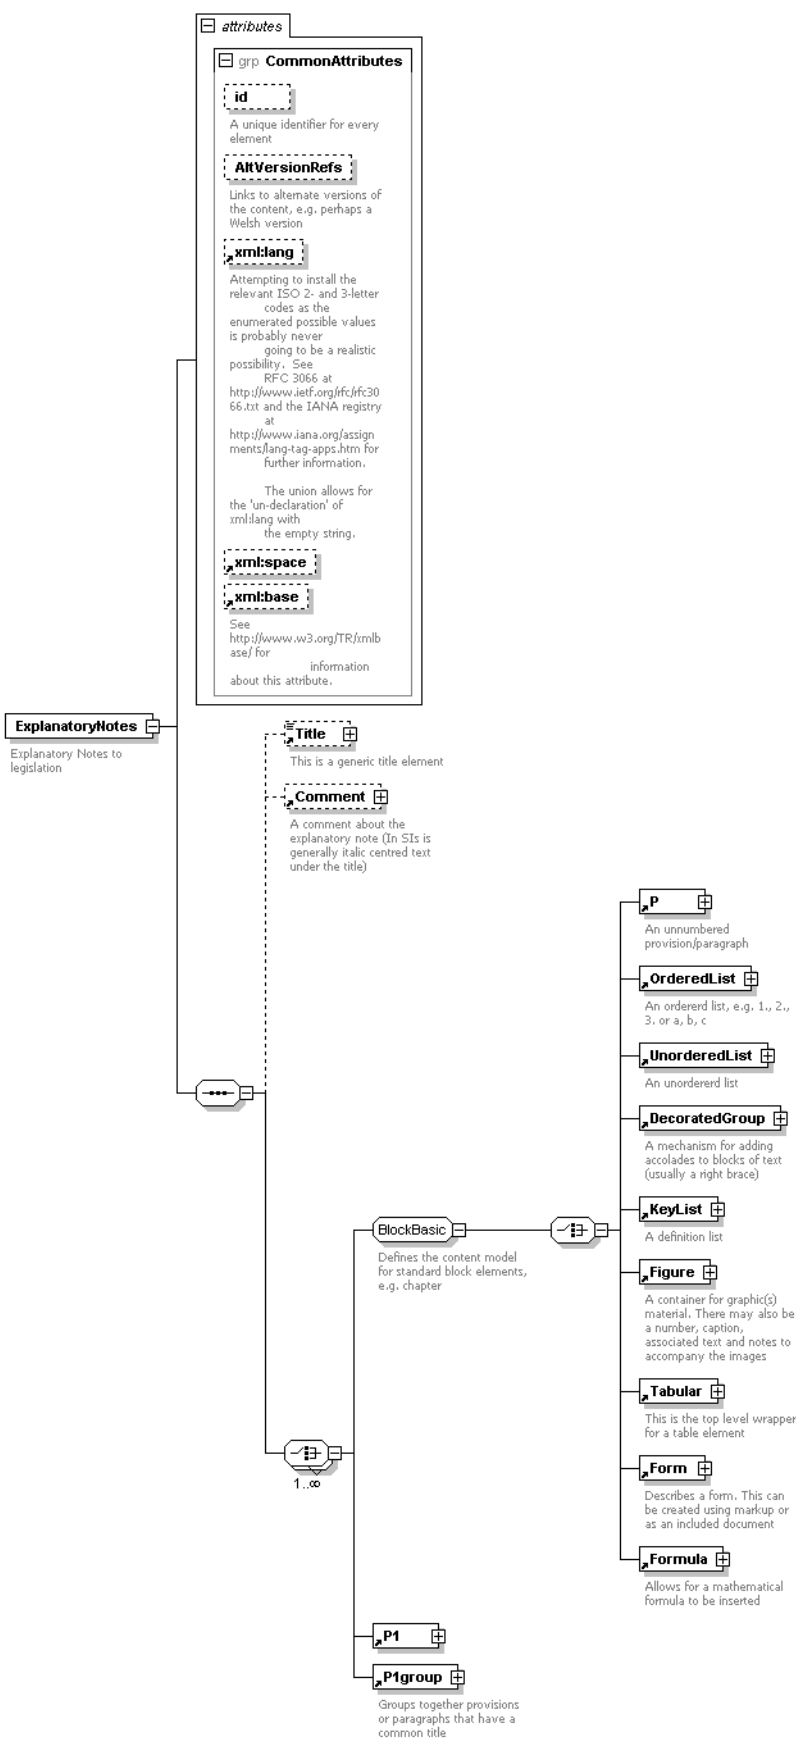 attributes
grp CommonAttributes
id
A unique identifier for every
element
AltVersionRefs
Links to alternate versions of
the content, e.g. perhaps a
Welsh version
xml:lang
Attempting to install the
relevant ISO 2- and 3-letter
codes as the
enumerated possible values
is probably never
going to be a realistic
possibility. See
RFC 3066 at
http://www.ietf.org/rfc/rfc30
66.txt and the IANA registry
at
http://www.iana.org/assign
ments/lang-tag-apps.htm for
further information.
The union allows for
the 'un-declaration' of
xml:lang with
the empty string.
xml:space
xml:base
See
http://www.w3.org/TR/xmlb
ase/ for
information
about this attribute.
ExplanatoryNotes
Explanatory Notes to
legislation
Title
This is a generic title element
Comment
A comment about the
explanatory note (In SIs is
generally italic centred text
under the title)
P
An unnumbered
provision/paragraph
OrderedList
An ordererd list, e.g. 1., 2.,
3. or a, b, c
UnorderedList
An unordererd list
DecoratedGroup
A mechanism for adding
accolades to blocks of text
(usually a right brace)
KeyList
A definition list
BlockBasic
Defines the content model
for standard block elements,
e.g. chapter
Figure
A container for graphic(s)
material. There may also be
a number, caption,
associated text and notes to
accompany the images
Tabular
This is the top level wrapper
for a table element
Form
Describes a form. This can
be created using markup or
as an included document
1..∞
Formula
Allows for a mathematical
formula to be inserted
P1
P1group
Groups together provisions
or paragraphs that have a
common title